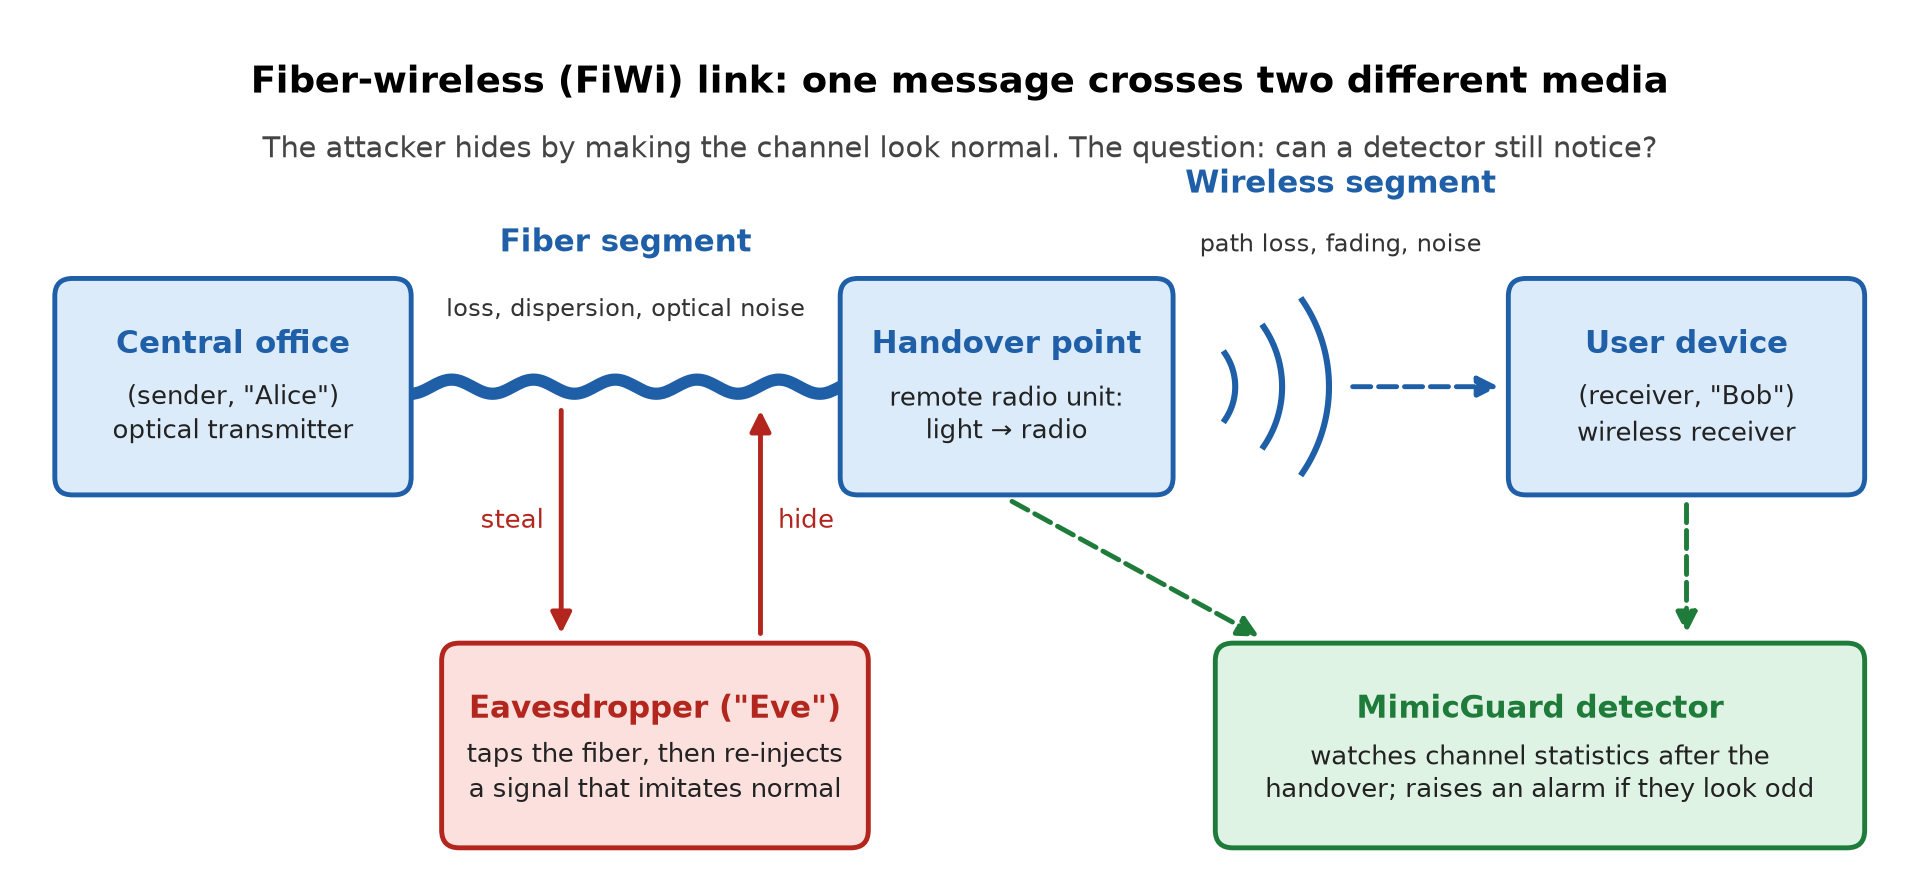 Fiber-wireless (FiWi) link: one message crosses two different media
The attacker hides by making the channel look normal. The question: can a detector still notice?
Wireless segment
path loss, fading, noise
Fiber segment
loss, dispersion, optical noise
Central office
(sender, "Alice")
optical transmitter
Handover point
remote radio unit:
light → radio
User device
(receiver, "Bob")
wireless receiver
steal
hide
Eavesdropper ("Eve")
taps the fiber, then re-injects
a signal that imitates normal
MimicGuard detector
watches channel statistics after the
handover; raises an alarm if they look odd